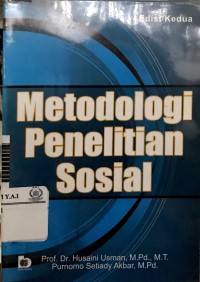 Edisi Kedua
Metodologi
Penelitian
Sosial
I Y.A.I
Prof. Dr. Husaini Usman, M.Pd., M.T.
Purnomo Setiady Akbar, M.Pd.